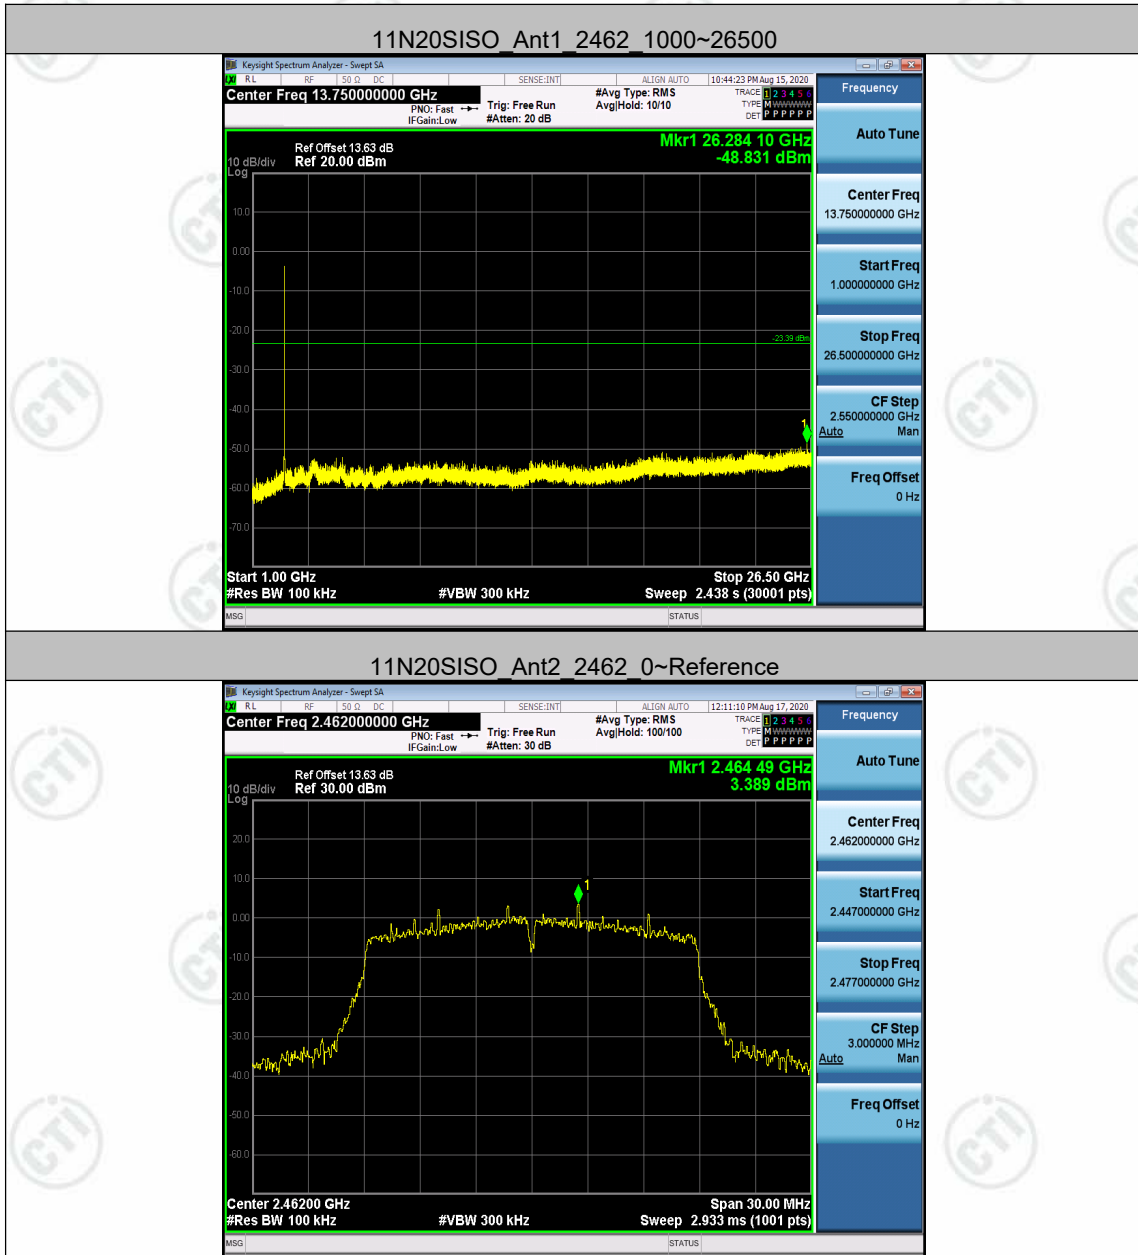 11N20SISO_Ant1_2462_1000~26500
Keysight Spectrum Analyzer - Swept SA
LXI RL RF 50 Ω DC SENSE:INT ALIGN AUTO 10:44:23 PM Aug 15, 2020
Center Freq 13.750000000 GHz #Avg Type: RMS TRACE 1 2 3 4 5 6
PNO: Fast Trig: Free Run Avg|Hold: 10/10 TYPE M WWWWW
IFGain:Low #Atten: 20 dB DET P P P P P P
Mkr1 26.284 10 GHz
-48.831 dBm
Ref Offset 13.63 dB
10 dB/div Ref 20.00 dBm
Log
10.0
0.00
-10.0
-20.0
-23.39 dBm
-30.0
-40.0
1
-50.0
-60.0
-70.0
Start 1.00 GHz Stop 26.50 GHz
#Res BW 100 kHz #VBW 300 kHz Sweep 2.438 s (30001 pts)
MSG STATUS
Frequency
Auto Tune
Center Freq
13.750000000 GHz
Start Freq
1.000000000 GHz
Stop Freq
26.500000000 GHz
CF Step
2.550000000 GHz
Auto Man
Freq Offset
0 Hz
11N20SISO_Ant2_2462_0~Reference
Keysight Spectrum Analyzer - Swept SA
LXI RL RF 50 Ω DC SENSE:INT ALIGN AUTO 12:11:10 PM Aug 17, 2020
Center Freq 2.462000000 GHz #Avg Type: RMS TRACE 1 2 3 4 5 6
PNO: Fast Trig: Free Run Avg|Hold: 100/100 TYPE M WWWWW
IFGain:Low #Atten: 30 dB DET P P P P P P
Mkr1 2.464 49 GHz
3.389 dBm
Ref Offset 13.63 dB
10 dB/div Ref 30.00 dBm
Log
20.0
10.0
1
0.00
-10.0
-20.0
-30.0
-40.0
-50.0
-60.0
Center 2.46200 GHz Span 30.00 MHz
#Res BW 100 kHz #VBW 300 kHz Sweep 2.933 ms (1001 pts)
MSG STATUS
Frequency
Auto Tune
Center Freq
2.462000000 GHz
Start Freq
2.447000000 GHz
Stop Freq
2.477000000 GHz
CF Step
3.000000 MHz
Auto Man
Freq Offset
0 Hz
CTI
CTI
CTI
CTI
CTI
CTI
CTI
CTI
CTI